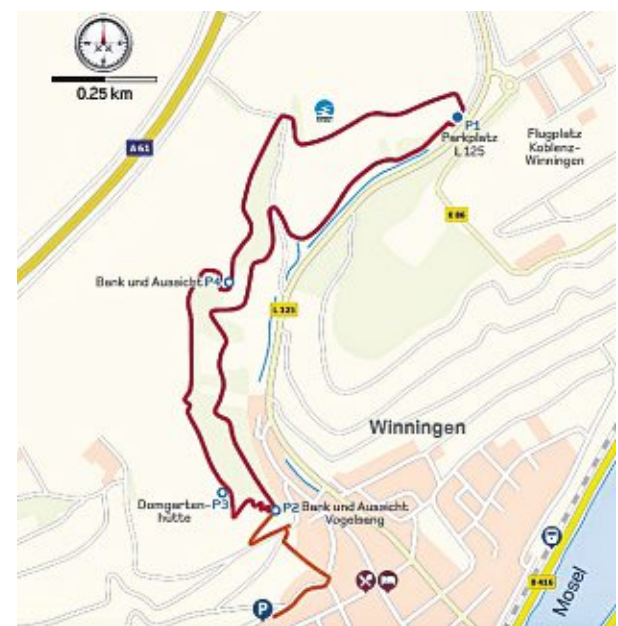 0.25 km
A 61
P1
Parkplatz
L 125
Flugplatz
Koblenz-
Winningen
K 86
Bank und Aussicht P4
L 125
Winningen
Domgarten- P3
hütte
P2 Bank und Aussicht
Vogelsang
B 416
Mosel
P